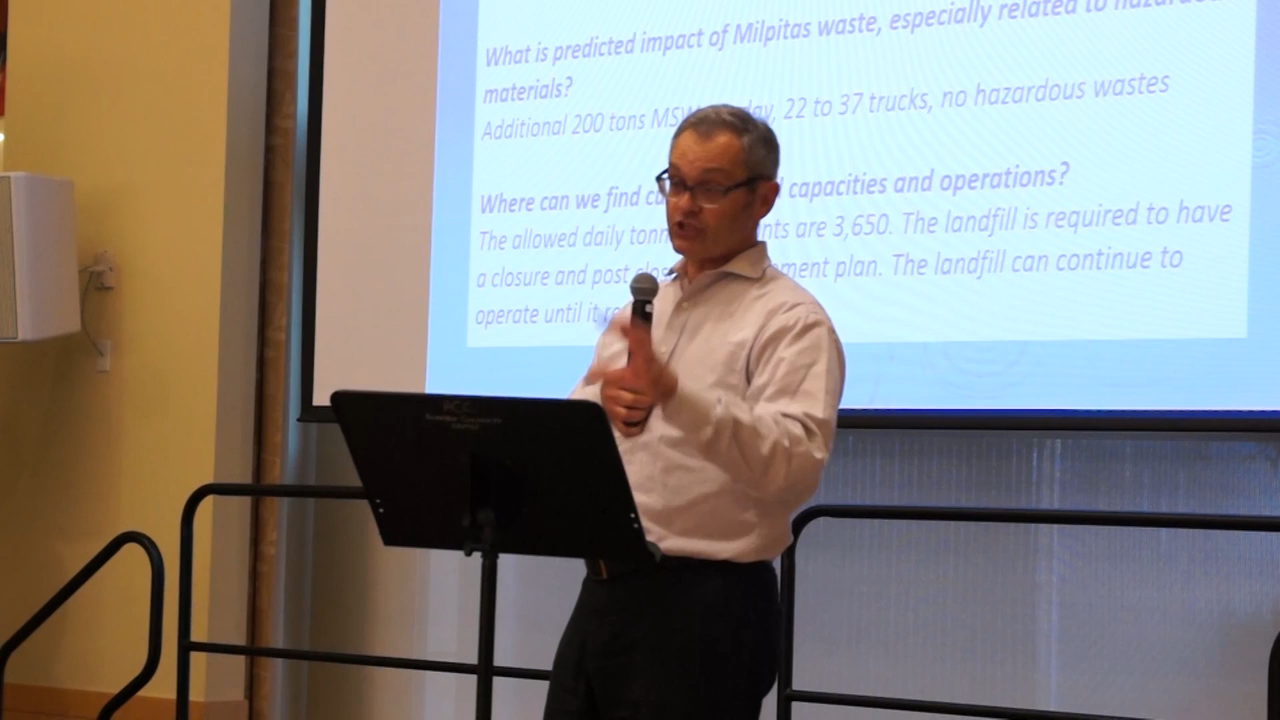 What is predicted impact of Milpitas waste, especially related to
materials?
Additional 200 tons 22 to 37 trucks, no hazardous wastes
Where can we find capacities and operations?
The allowed daily are 3,650. The landfill is required to have
a closure and post plan. The landfill can continue to
operate until it